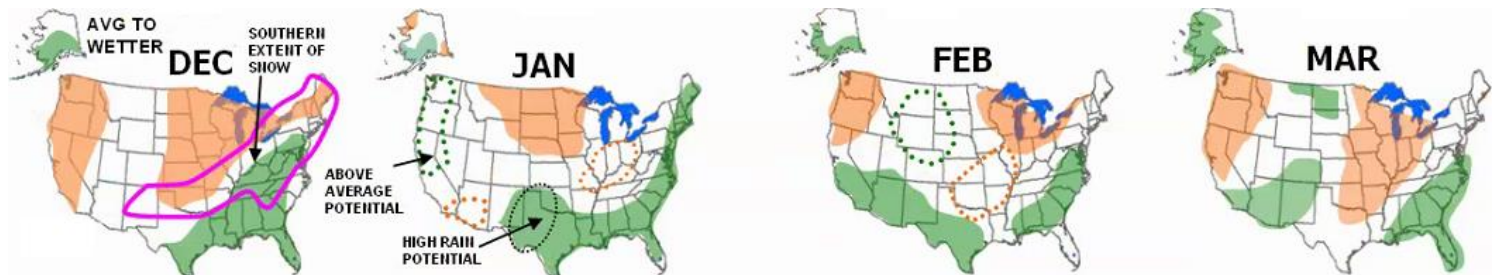 AVG TO
WETTER
DEC
SOUTHERN
EXTENT OF
SNOW
JAN
ABOVE
AVERAGE
POTENTIAL
HIGH RAIN
POTENTIAL
FEB
MAR